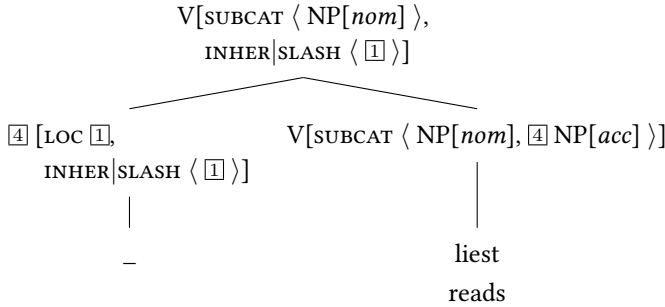 V[SUBCAT ⟨ NP[nom] ⟩,
INHER|SLASH ⟨ 1 ⟩]
4 [LOC 1,
INHER|SLASH ⟨ 1 ⟩]
V[SUBCAT ⟨ NP[nom], 4 NP[acc] ⟩]
_
liest
reads